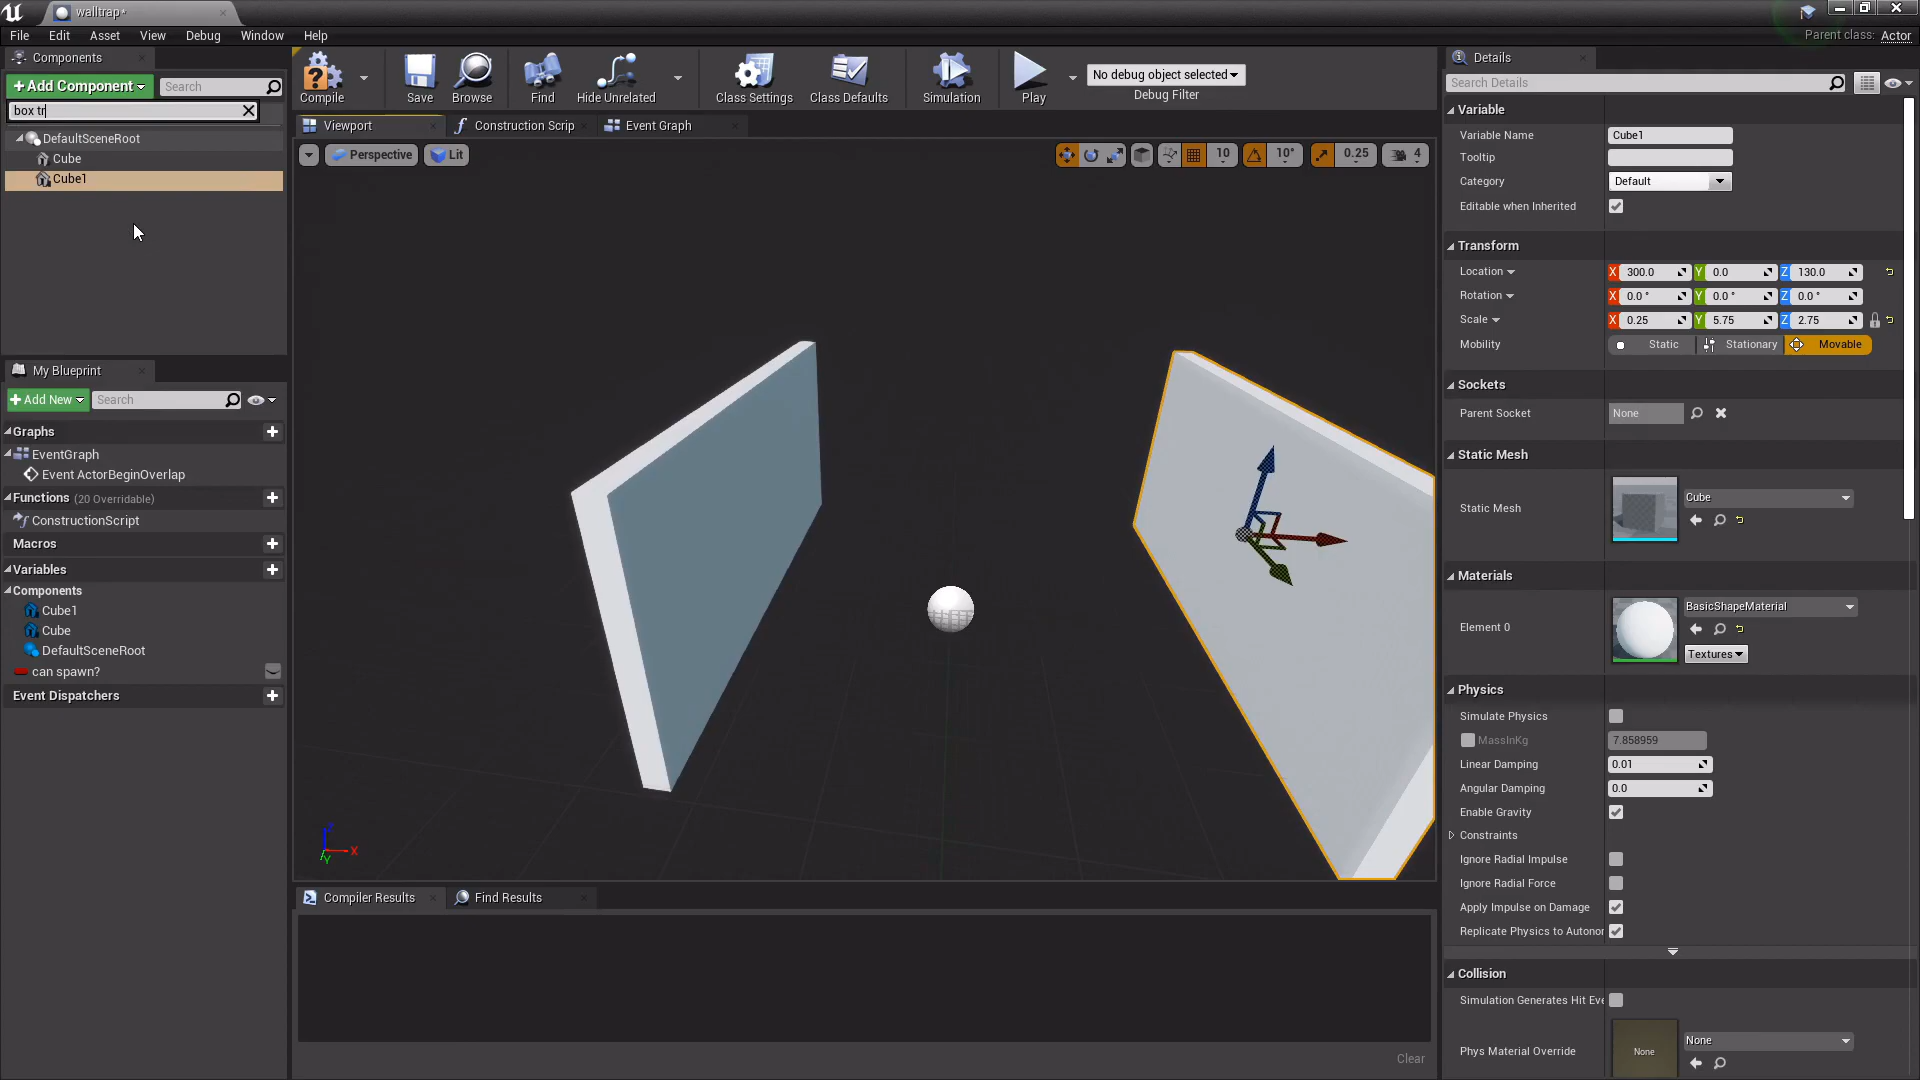 walltrap*
File Edit Asset View Debug Window Help
Parent class: Actor
Components
+Add Component
Search
box tr
DefaultSceneRoot
Cube
Cube1
My Blueprint
+Add New
Search
Graphs
EventGraph
Event ActorBeginOverlap
Functions (20 Overridable)
ConstructionScript
Macros
Variables
Components
Cube1
Cube
DefaultSceneRoot
can spawn?
Event Dispatchers
Compile
Save
Browse
Find
Hide Unrelated
Class Settings
Class Defaults
Simulation
Play
No debug object selected
Debug Filter
Viewport
Construction Scrip
Event Graph
Perspective
Lit
10
10°
0.25
4
Z
X
Y
Compiler Results
Find Results
Clear
Details
Search Details
Variable
Variable Name Cube1
Tooltip
Category Default
Editable when Inherited
Transform
Location X 300.0 Y 0.0 Z 130.0
Rotation X 0.0 ° Y 0.0 ° Z 0.0 °
Scale X 0.25 Y 5.75 Z 2.75
Mobility Static Stationary Movable
Sockets
Parent Socket None
Static Mesh
Static Mesh Cube
Materials
Element 0 BasicShapeMaterial
Textures
Physics
Simulate Physics
MassInKg 7.858959
Linear Damping 0.01
Angular Damping 0.0
Enable Gravity
Constraints
Ignore Radial Impulse
Ignore Radial Force
Apply Impulse on Damage
Replicate Physics to Autonor
Collision
Simulation Generates Hit Eve
Phys Material Override None None